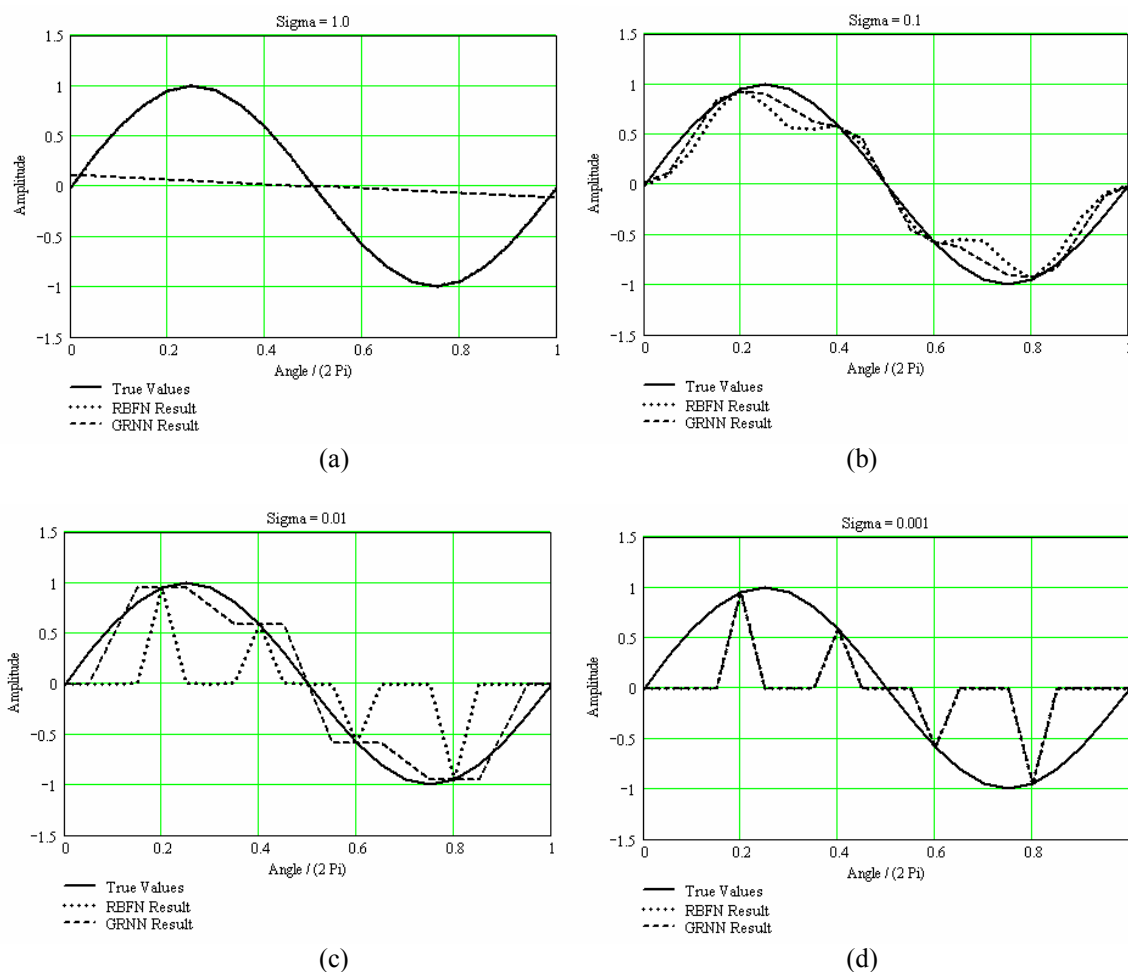 Sigma = 1.0
1.5
1
0.5
0
−0.5
−1
−1.5
Amplitude
0 0.2 0.4 0.6 0.8 1
Angle / (2 Pi)
True Values
RBFN Result
GRNN Result
(a)
Sigma = 0.1
1.5
1
0.5
0
−0.5
−1
−1.5
Amplitude
0 0.2 0.4 0.6 0.8 1
Angle / (2 Pi)
True Values
RBFN Result
GRNN Result
(b)
Sigma = 0.01
1.5
1
0.5
0
−0.5
−1
−1.5
Amplitude
0 0.2 0.4 0.6 0.8 1
Angle / (2 Pi)
True Values
RBFN Result
GRNN Result
(c)
Sigma = 0.001
1.5
1
0.5
0
−0.5
−1
−1.5
Amplitude
0 0.2 0.4 0.6 0.8 1
Angle / (2 Pi)
True Values
RBFN Result
GRNN Result
(d)